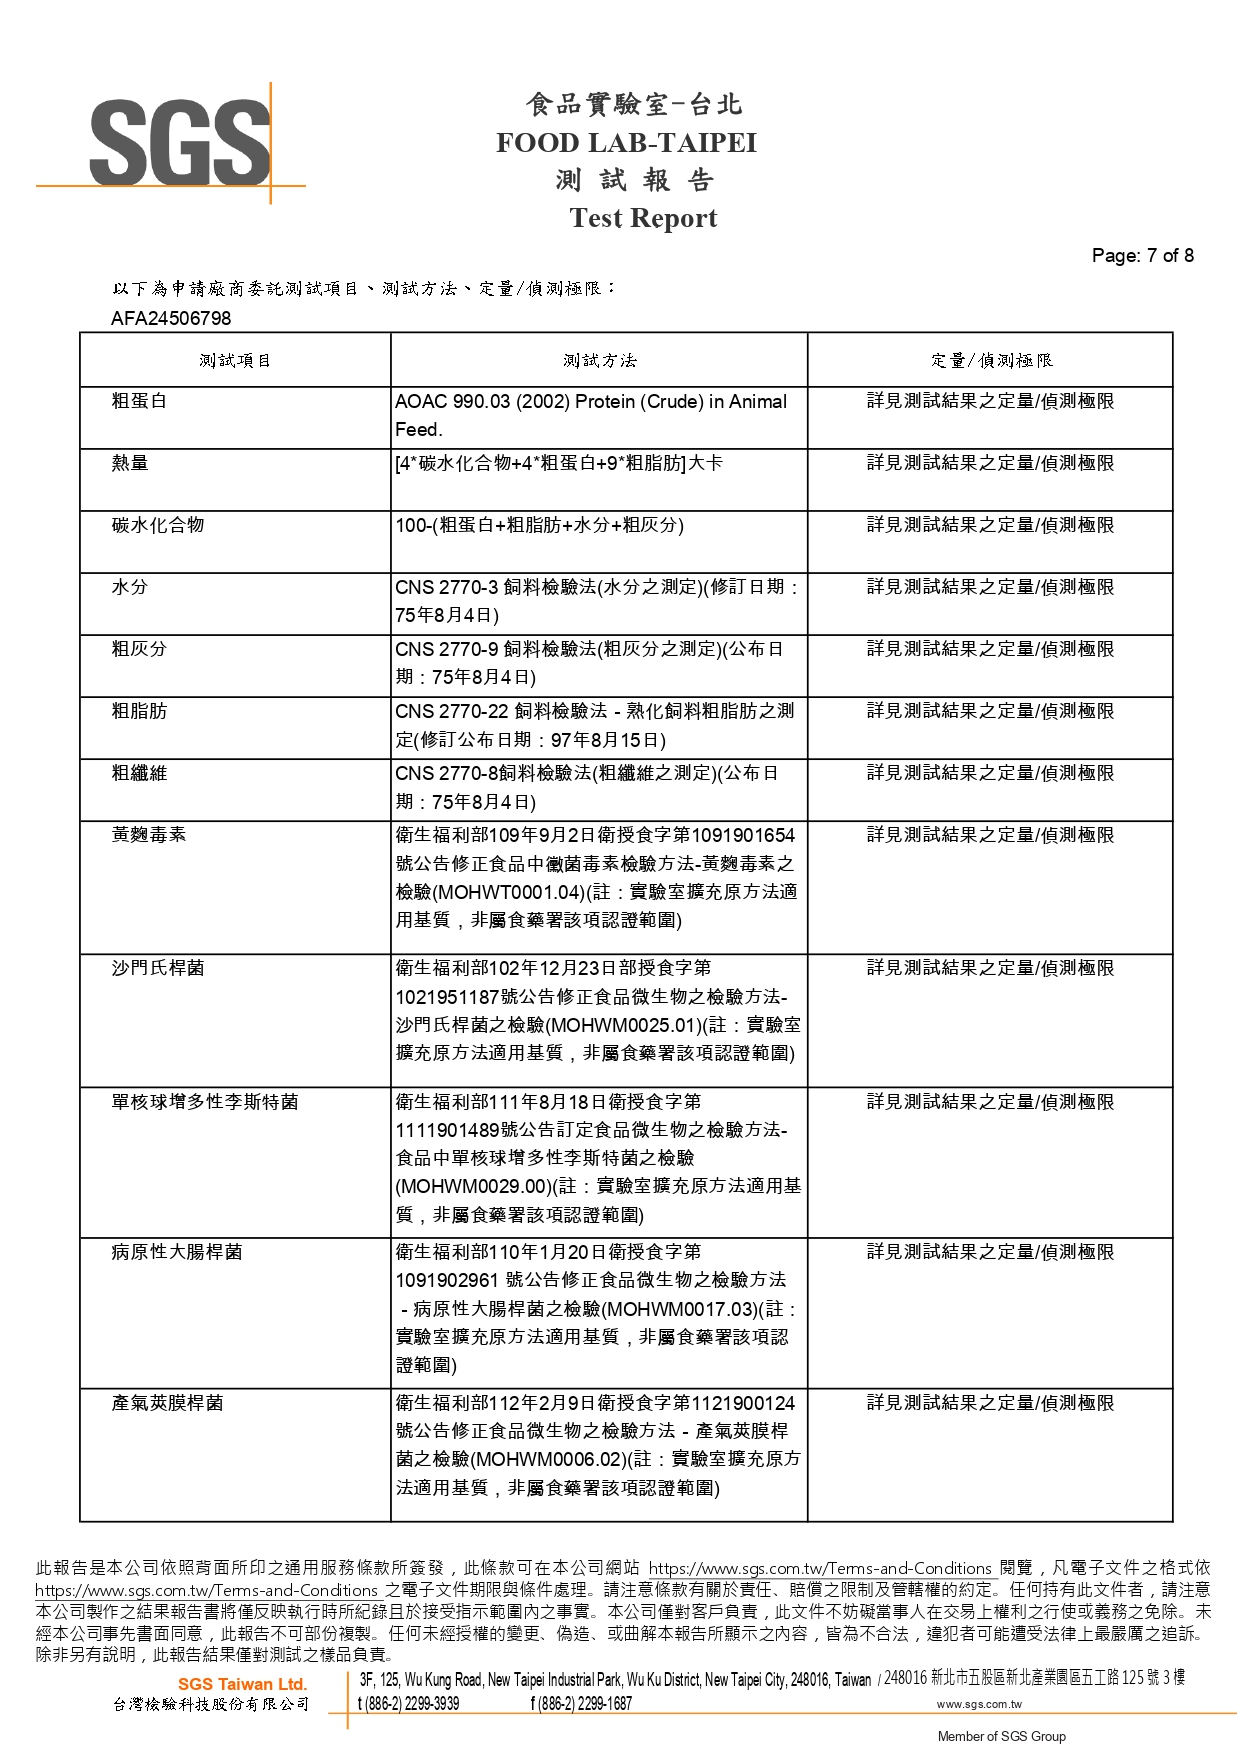 SGS
食品實驗室-台北
FOOD LAB-TAIPEI
測 試 報 告
Test Report
Page: 7 of 8
以下為申請廠商委託測試項目、測試方法、定量/偵測極限：
AFA24506798
測試項目 測試方法 定量/偵測極限
粗蛋白 AOAC 990.03 (2002) Protein (Crude) in Animal 詳見測試結果之定量/偵測極限
Feed.
熱量 [4*碳水化合物+4*粗蛋白+9*粗脂肪]大卡 詳見測試結果之定量/偵測極限
碳水化合物 100-(粗蛋白+粗脂肪+水分+粗灰分) 詳見測試結果之定量/偵測極限
水分 CNS 2770-3 飼料檢驗法(水分之測定)(修訂日期： 詳見測試結果之定量/偵測極限
75年8月4日)
粗灰分 CNS 2770-9 飼料檢驗法(粗灰分之測定)(公布日 詳見測試結果之定量/偵測極限
期：75年8月4日)
粗脂肪 CNS 2770-22 飼料檢驗法－熟化飼料粗脂肪之測 詳見測試結果之定量/偵測極限
定(修訂公布日期：97年8月15日)
粗纖維 CNS 2770-8飼料檢驗法(粗纖維之測定)(公布日 詳見測試結果之定量/偵測極限
期：75年8月4日)
黃麴毒素 衛生福利部109年9月2日衛授食字第1091901654 詳見測試結果之定量/偵測極限
號公告修正食品中黴菌毒素檢驗方法-黃麴毒素之
檢驗(MOHWT0001.04)(註：實驗室擴充原方法適
用基質，非屬食藥署該項認證範圍)
沙門氏桿菌 衛生福利部102年12月23日部授食字第 詳見測試結果之定量/偵測極限
1021951187號公告修正食品微生物之檢驗方法-
沙門氏桿菌之檢驗(MOHWM0025.01)(註：實驗室
擴充原方法適用基質，非屬食藥署該項認證範圍)
單核球增多性李斯特菌 衛生福利部111年8月18日衛授食字第 詳見測試結果之定量/偵測極限
1111901489號公告訂定食品微生物之檢驗方法-
食品中單核球增多性李斯特菌之檢驗
(MOHWM0029.00)(註：實驗室擴充原方法適用基
質，非屬食藥署該項認證範圍)
病原性大腸桿菌 衛生福利部110年1月20日衛授食字第 詳見測試結果之定量/偵測極限
1091902961 號公告修正食品微生物之檢驗方法
－病原性大腸桿菌之檢驗(MOHWM0017.03)(註：
實驗室擴充原方法適用基質，非屬食藥署該項認
證範圍)
產氣莢膜桿菌 衛生福利部112年2月9日衛授食字第1121900124 詳見測試結果之定量/偵測極限
號公告修正食品微生物之檢驗方法－產氣莢膜桿
菌之檢驗(MOHWM0006.02)(註：實驗室擴充原方
法適用基質，非屬食藥署該項認證範圍)
此報告是本公司依照背面所印之通用服務條款所簽發，此條款可在本公司網站 https://www.sgs.com.tw/Terms-and-Conditions 閱覽，凡電子文件之格式依
https://www.sgs.com.tw/Terms-and-Conditions 之電子文件期限與條件處理。請注意條款有關於責任、賠償之限制及管轄權的約定。任何持有此文件者，請注意
本公司製作之結果報告書將僅反映執行時所紀錄且於接受指示範圍內之事實。本公司僅對客戶負責，此文件不妨礙當事人在交易上權利之行使或義務之免除。未
經本公司事先書面同意，此報告不可部份複製。任何未經授權的變更、偽造、或曲解本報告所顯示之內容，皆為不合法，違犯者可能遭受法律上最嚴厲之追訴。
除非另有說明，此報告結果僅對測試之樣品負責。
SGS Taiwan Ltd. 3F, 125, Wu Kung Road, New Taipei Industrial Park, Wu Ku District, New Taipei City, 248016, Taiwan / 248016 新北市五股區新北產業園區五工路 125 號 3 樓
台灣檢驗科技股份有限公司 t (886-2) 2299-3939 f (886-2) 2299-1687 www.sgs.com.tw
Member of SGS Group